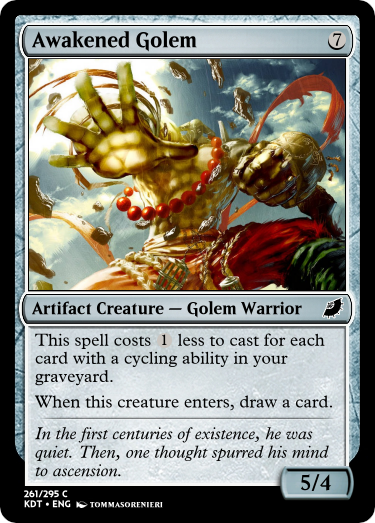 Awakened Golem 7
Artifact Creature — Golem Warrior
This spell costs 1 less to cast for each
card with a cycling ability in your
graveyard.
When this creature enters, draw a card.
In the first centuries of existence, he was
quiet. Then, one thought spurred his mind
to ascension.
5/4
261/295 C
KDT • ENG TOMMASORENIERI